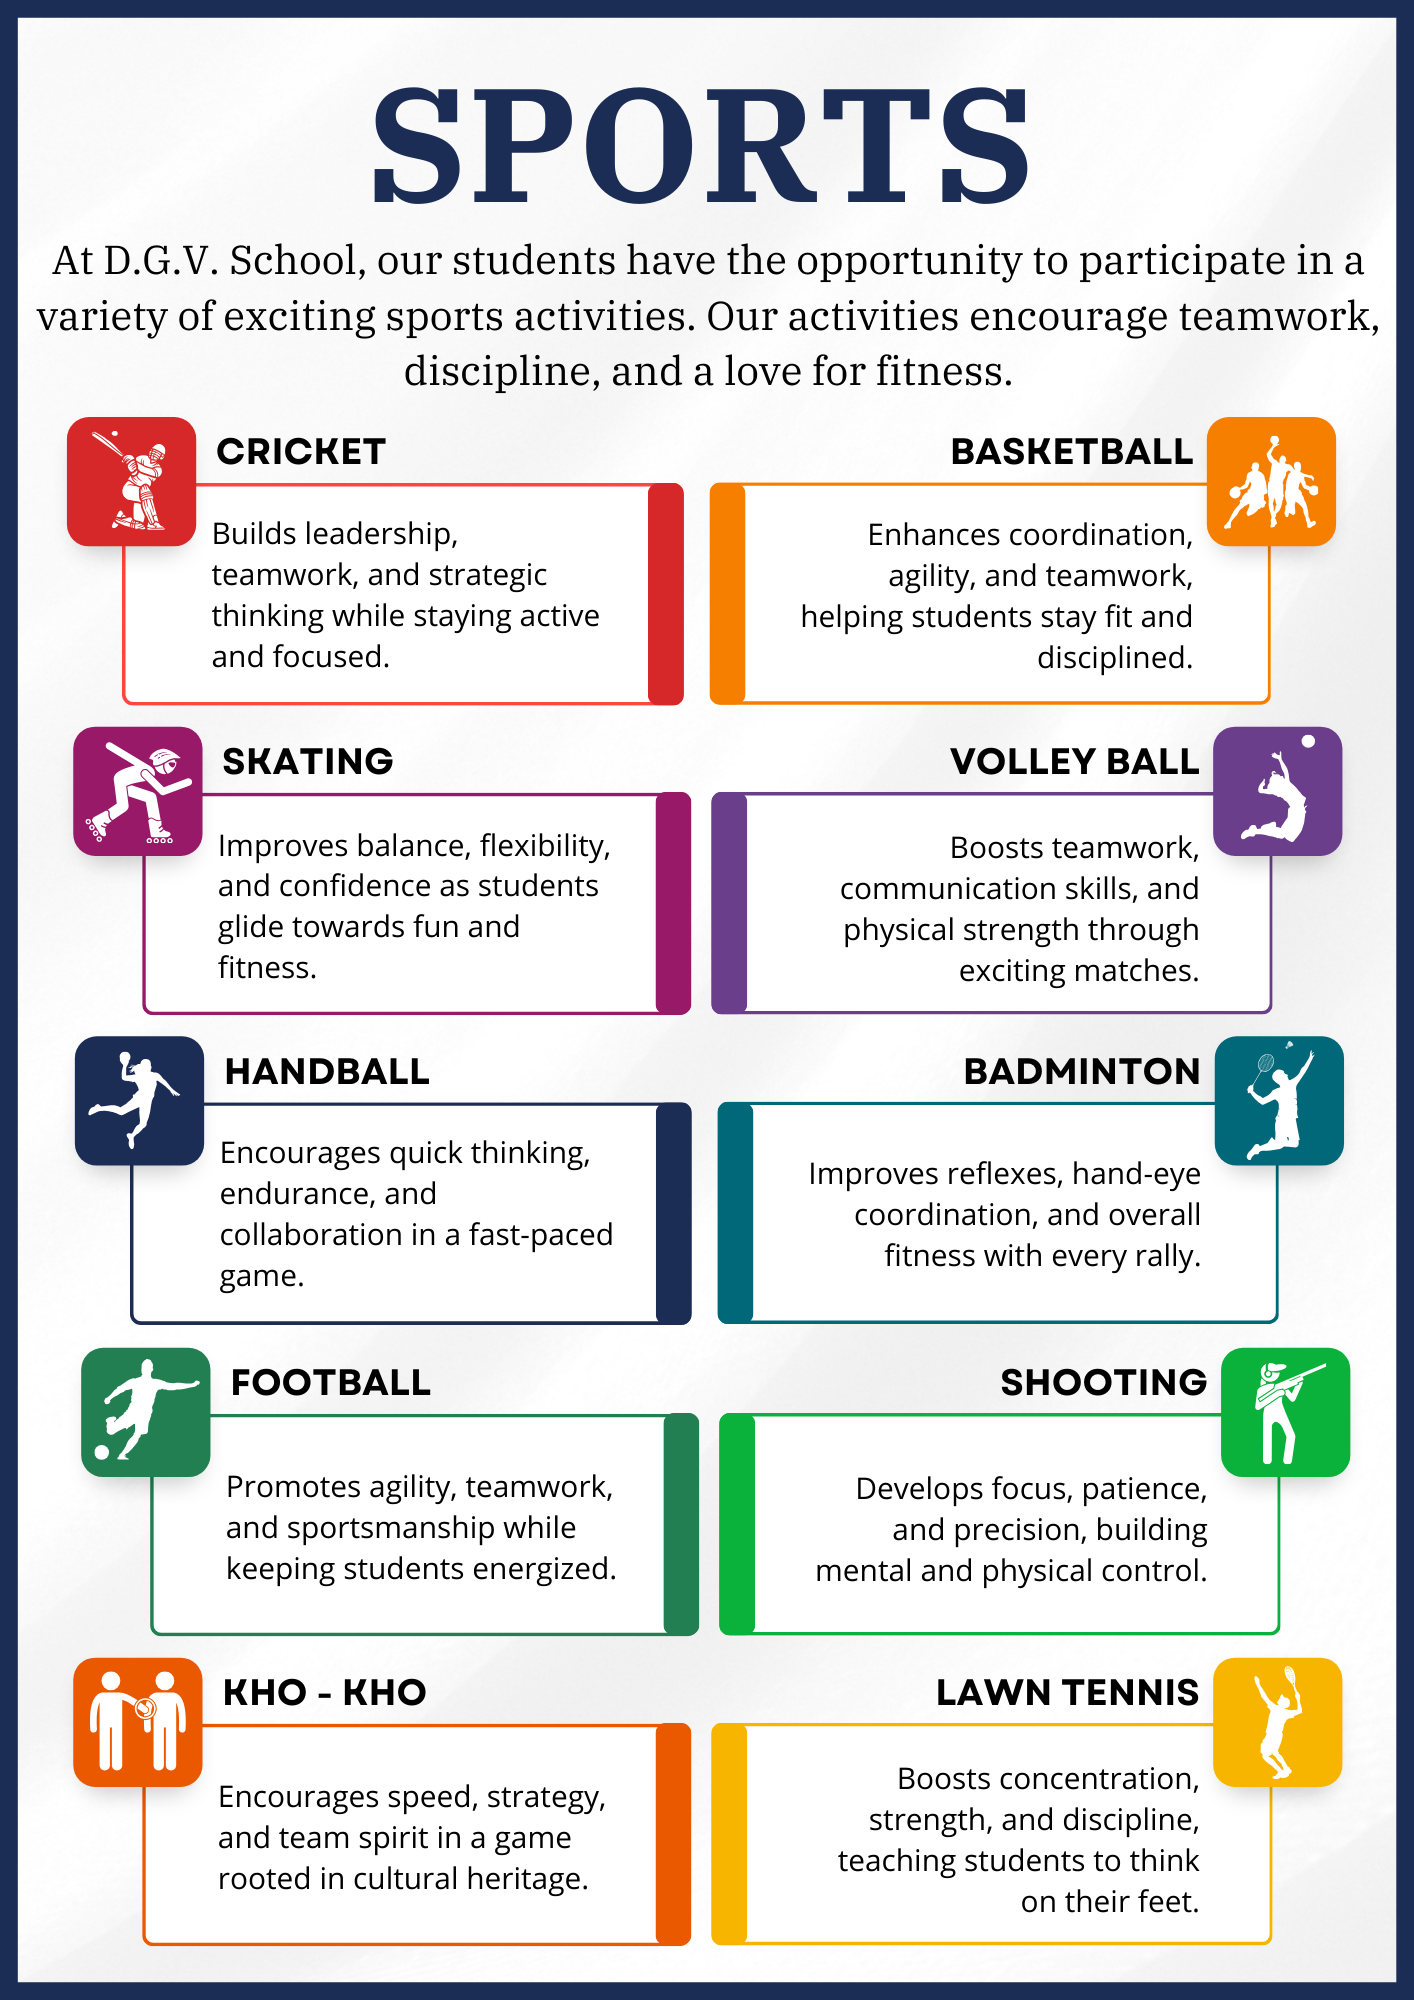 SPORTS
At D.G.V. School, our students have the opportunity to participate in a
variety of exciting sports activities. Our activities encourage teamwork,
discipline, and a love for fitness.
CRICKET
Builds leadership,
teamwork, and strategic
thinking while staying active
and focused.
BASKETBALL
Enhances coordination,
agility, and teamwork,
helping students stay fit and
disciplined.
SKATING
Improves balance, flexibility,
and confidence as students
glide towards fun and
fitness.
VOLLEY BALL
Boosts teamwork,
communication skills, and
physical strength through
exciting matches.
HANDBALL
Encourages quick thinking,
endurance, and
collaboration in a fast-paced
game.
BADMINTON
Improves reflexes, hand-eye
coordination, and overall
fitness with every rally.
FOOTBALL
Promotes agility, teamwork,
and sportsmanship while
keeping students energized.
SHOOTING
Develops focus, patience,
and precision, building
mental and physical control.
KHO - KHO
Encourages speed, strategy,
and team spirit in a game
rooted in cultural heritage.
LAWN TENNIS
Boosts concentration,
strength, and discipline,
teaching students to think
on their feet.